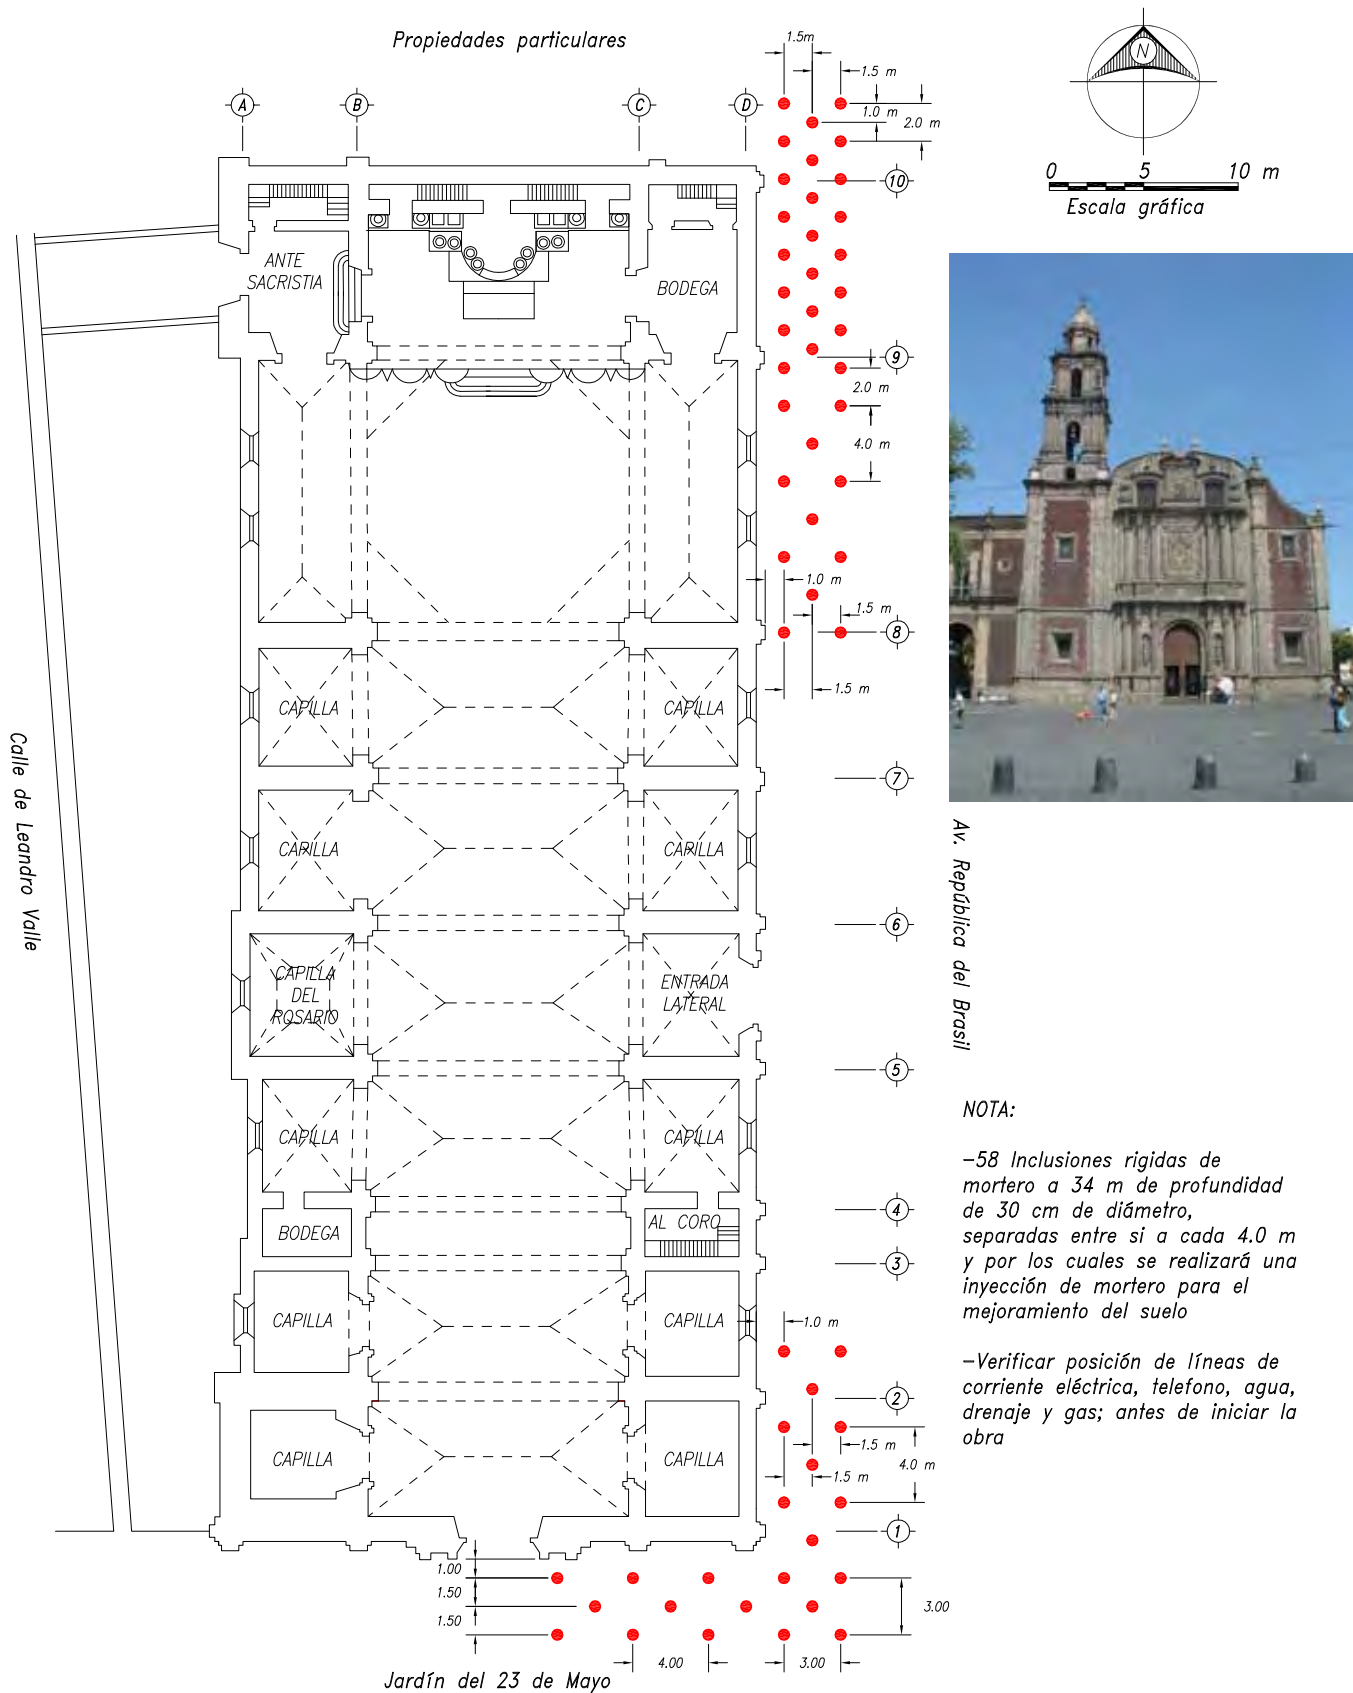 Propiedades particulares
1.5m
1.5 m
1.0 m
2.0 m
N
0 5 10 m
Escala gráfica
A
B
C
D
10
ANTE
SACRISTIA
BODEGA
9
2.0 m
4.0 m
1.0 m
1.5 m
8
1.5 m
CAPILLA
CAPILLA
7
CAPILLA
CAPILLA
Calle de Leandro Valle
Av. República del Brasil
6
CAPILLA
DEL
ROSARIO
ENTRADA
LATERAL
5
CAPILLA
CAPILLA
4
BODEGA
AL CORO
3
CAPILLA
CAPILLA
1.0 m
2
CAPILLA
CAPILLA
1.5 m
4.0 m
1.5 m
1
1.00
1.50
1.50
3.00
4.00
3.00
Jardín del 23 de Mayo
NOTA:
–58 Inclusiones rigidas de
mortero a 34 m de profundidad
de 30 cm de diámetro,
separadas entre si a cada 4.0 m
y por los cuales se realizará una
inyección de mortero para el
mejoramiento del suelo
–Verificar posición de líneas de
corriente eléctrica, telefono, agua,
drenaje y gas; antes de iniciar la
obra